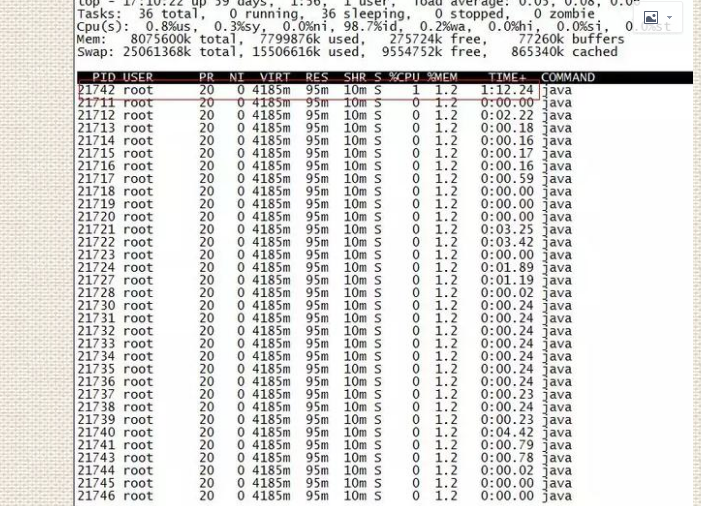 top - 17:10:22 up 59 days, 1:56, 1 user, load average: 0.05, 0.08, 0.0
Tasks: 36 total, 0 running, 36 sleeping, 0 stopped, 0 zombie
Cpu(s): 0.8%us, 0.3%sy, 0.0%ni, 98.7%id, 0.2%wa, 0.0%hi, 0.0%si, 0.0%st
Mem: 8075600k total, 7799876k used, 275724k free, 77260k buffers
Swap: 25061368k total, 15506616k used, 9554752k free, 865340k cached
PID USER PR NI VIRT RES SHR S %CPU %MEM TIME+ COMMAND
21742 root 20 0 4185m 95m 10m S 1 1.2 1:12.24 java
21711 root 20 0 4185m 95m 10m S 0 1.2 0:00.00 java
21712 root 20 0 4185m 95m 10m S 0 1.2 0:02.22 java
21713 root 20 0 4185m 95m 10m S 0 1.2 0:00.18 java
21714 root 20 0 4185m 95m 10m S 0 1.2 0:00.16 java
21715 root 20 0 4185m 95m 10m S 0 1.2 0:00.17 java
21716 root 20 0 4185m 95m 10m S 0 1.2 0:00.16 java
21717 root 20 0 4185m 95m 10m S 0 1.2 0:00.59 java
21718 root 20 0 4185m 95m 10m S 0 1.2 0:00.00 java
21719 root 20 0 4185m 95m 10m S 0 1.2 0:00.00 java
21720 root 20 0 4185m 95m 10m S 0 1.2 0:00.00 java
21721 root 20 0 4185m 95m 10m S 0 1.2 0:03.25 java
21722 root 20 0 4185m 95m 10m S 0 1.2 0:03.42 java
21723 root 20 0 4185m 95m 10m S 0 1.2 0:00.00 java
21724 root 20 0 4185m 95m 10m S 0 1.2 0:01.89 java
21727 root 20 0 4185m 95m 10m S 0 1.2 0:01.19 java
21728 root 20 0 4185m 95m 10m S 0 1.2 0:00.02 java
21730 root 20 0 4185m 95m 10m S 0 1.2 0:00.24 java
21731 root 20 0 4185m 95m 10m S 0 1.2 0:00.24 java
21732 root 20 0 4185m 95m 10m S 0 1.2 0:00.24 java
21733 root 20 0 4185m 95m 10m S 0 1.2 0:00.24 java
21734 root 20 0 4185m 95m 10m S 0 1.2 0:00.24 java
21735 root 20 0 4185m 95m 10m S 0 1.2 0:00.24 java
21736 root 20 0 4185m 95m 10m S 0 1.2 0:00.24 java
21737 root 20 0 4185m 95m 10m S 0 1.2 0:00.23 java
21738 root 20 0 4185m 95m 10m S 0 1.2 0:00.24 java
21739 root 20 0 4185m 95m 10m S 0 1.2 0:00.23 java
21740 root 20 0 4185m 95m 10m S 0 1.2 0:04.42 java
21741 root 20 0 4185m 95m 10m S 0 1.2 0:00.79 java
21743 root 20 0 4185m 95m 10m S 0 1.2 0:00.78 java
21744 root 20 0 4185m 95m 10m S 0 1.2 0:00.02 java
21745 root 20 0 4185m 95m 10m S 0 1.2 0:00.00 java
21746 root 20 0 4185m 95m 10m S 0 1.2 0:00.00 java